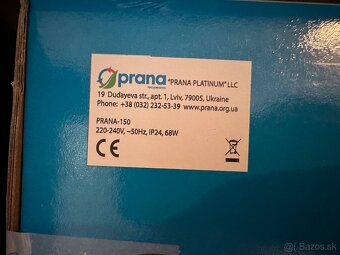 prana "PRANA PLATINUM" LLC
recuperators
19 Dudayeva str., apt. 1, Lviv, 79005, Ukraine
Phone: +38 (032) 232-53-39 www.prana.org.ua
PRANA-150
220-240V, ~50Hz, IP24, 68W
CE
Bazos.sk